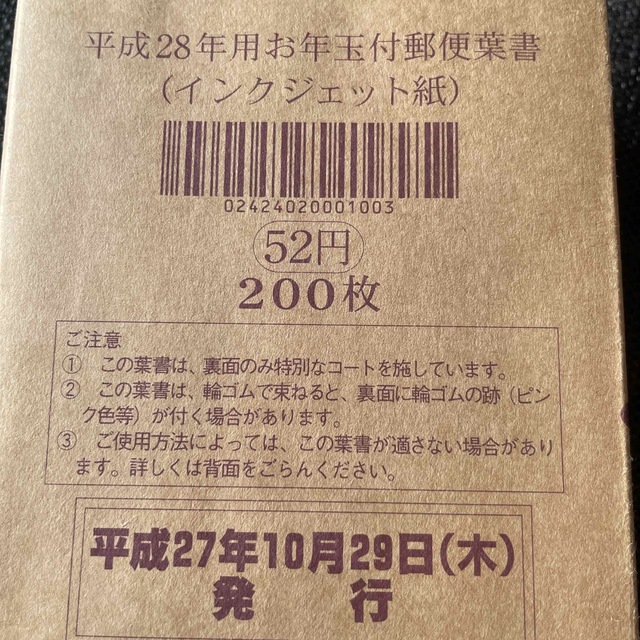 平成28年用お年玉付郵便葉書
(インクジェット紙)
02424020001003
52円
200枚
ご注意
① この葉書は、裏面のみ特別なコートを施しています。
② この葉書は、輪ゴムで束ねると、裏面に輪ゴムの跡（ピン
ク色等）が付く場合があります。
③ ご使用方法によっては、この葉書が適さない場合があり
ます。詳しくは背面をごらんください。
平成27年10月29日(木)
発 行